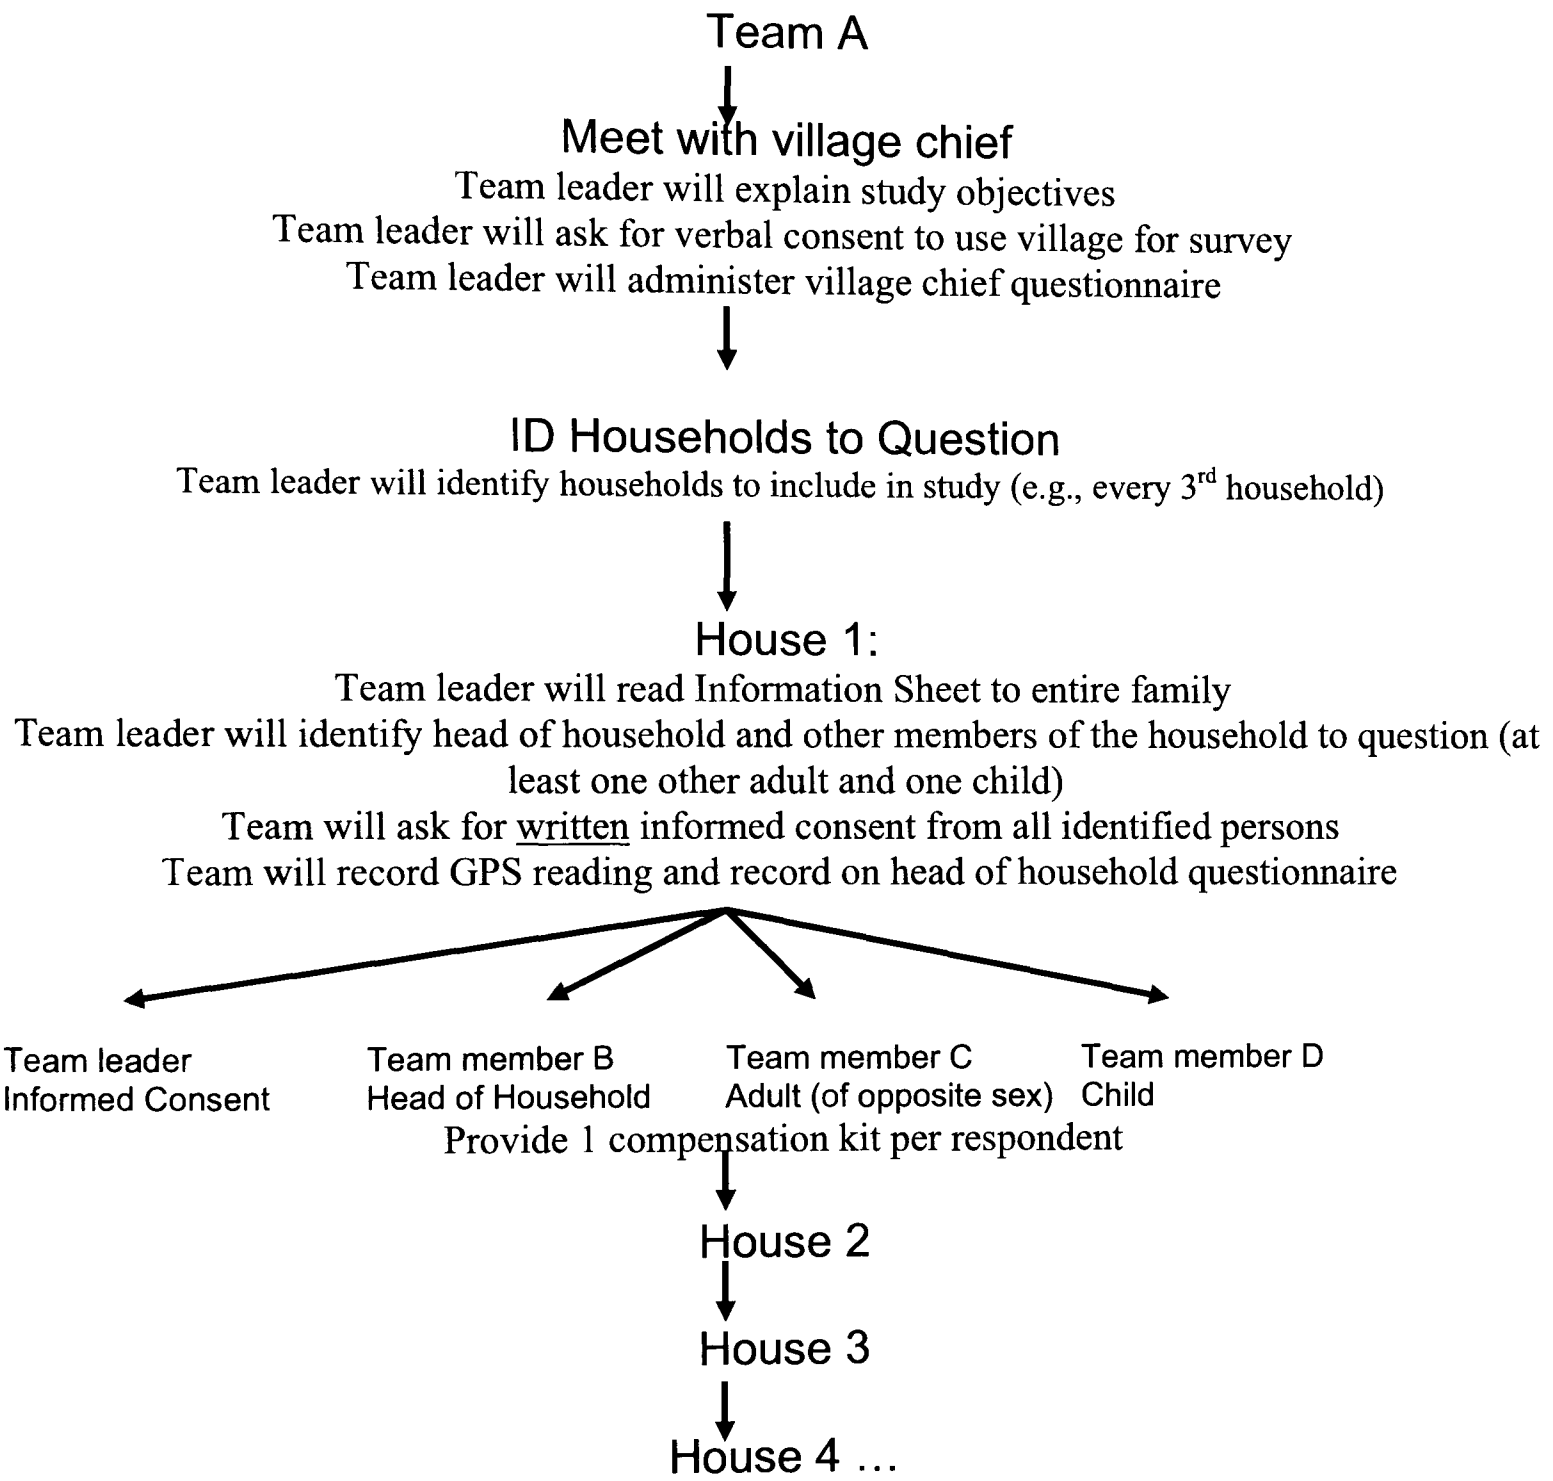 Team A
Meet with village chief
Team leader will explain study objectives
Team leader will ask for verbal consent to use village for survey
Team leader will administer village chief questionnaire
ID Households to Question
Team leader will identify households to include in study (e.g., every 3rd household)
House 1:
Team leader will read Information Sheet to entire family
Team leader will identify head of household and other members of the household to question (at
least one other adult and one child)
Team will ask for written informed consent from all identified persons
Team will record GPS reading and record on head of household questionnaire
Team leader
Informed Consent
Team member B
Head of Household
Team member C
Adult (of opposite sex)
Team member D
Child
Provide 1 compensation kit per respondent
House 2
House 3
House 4 ...